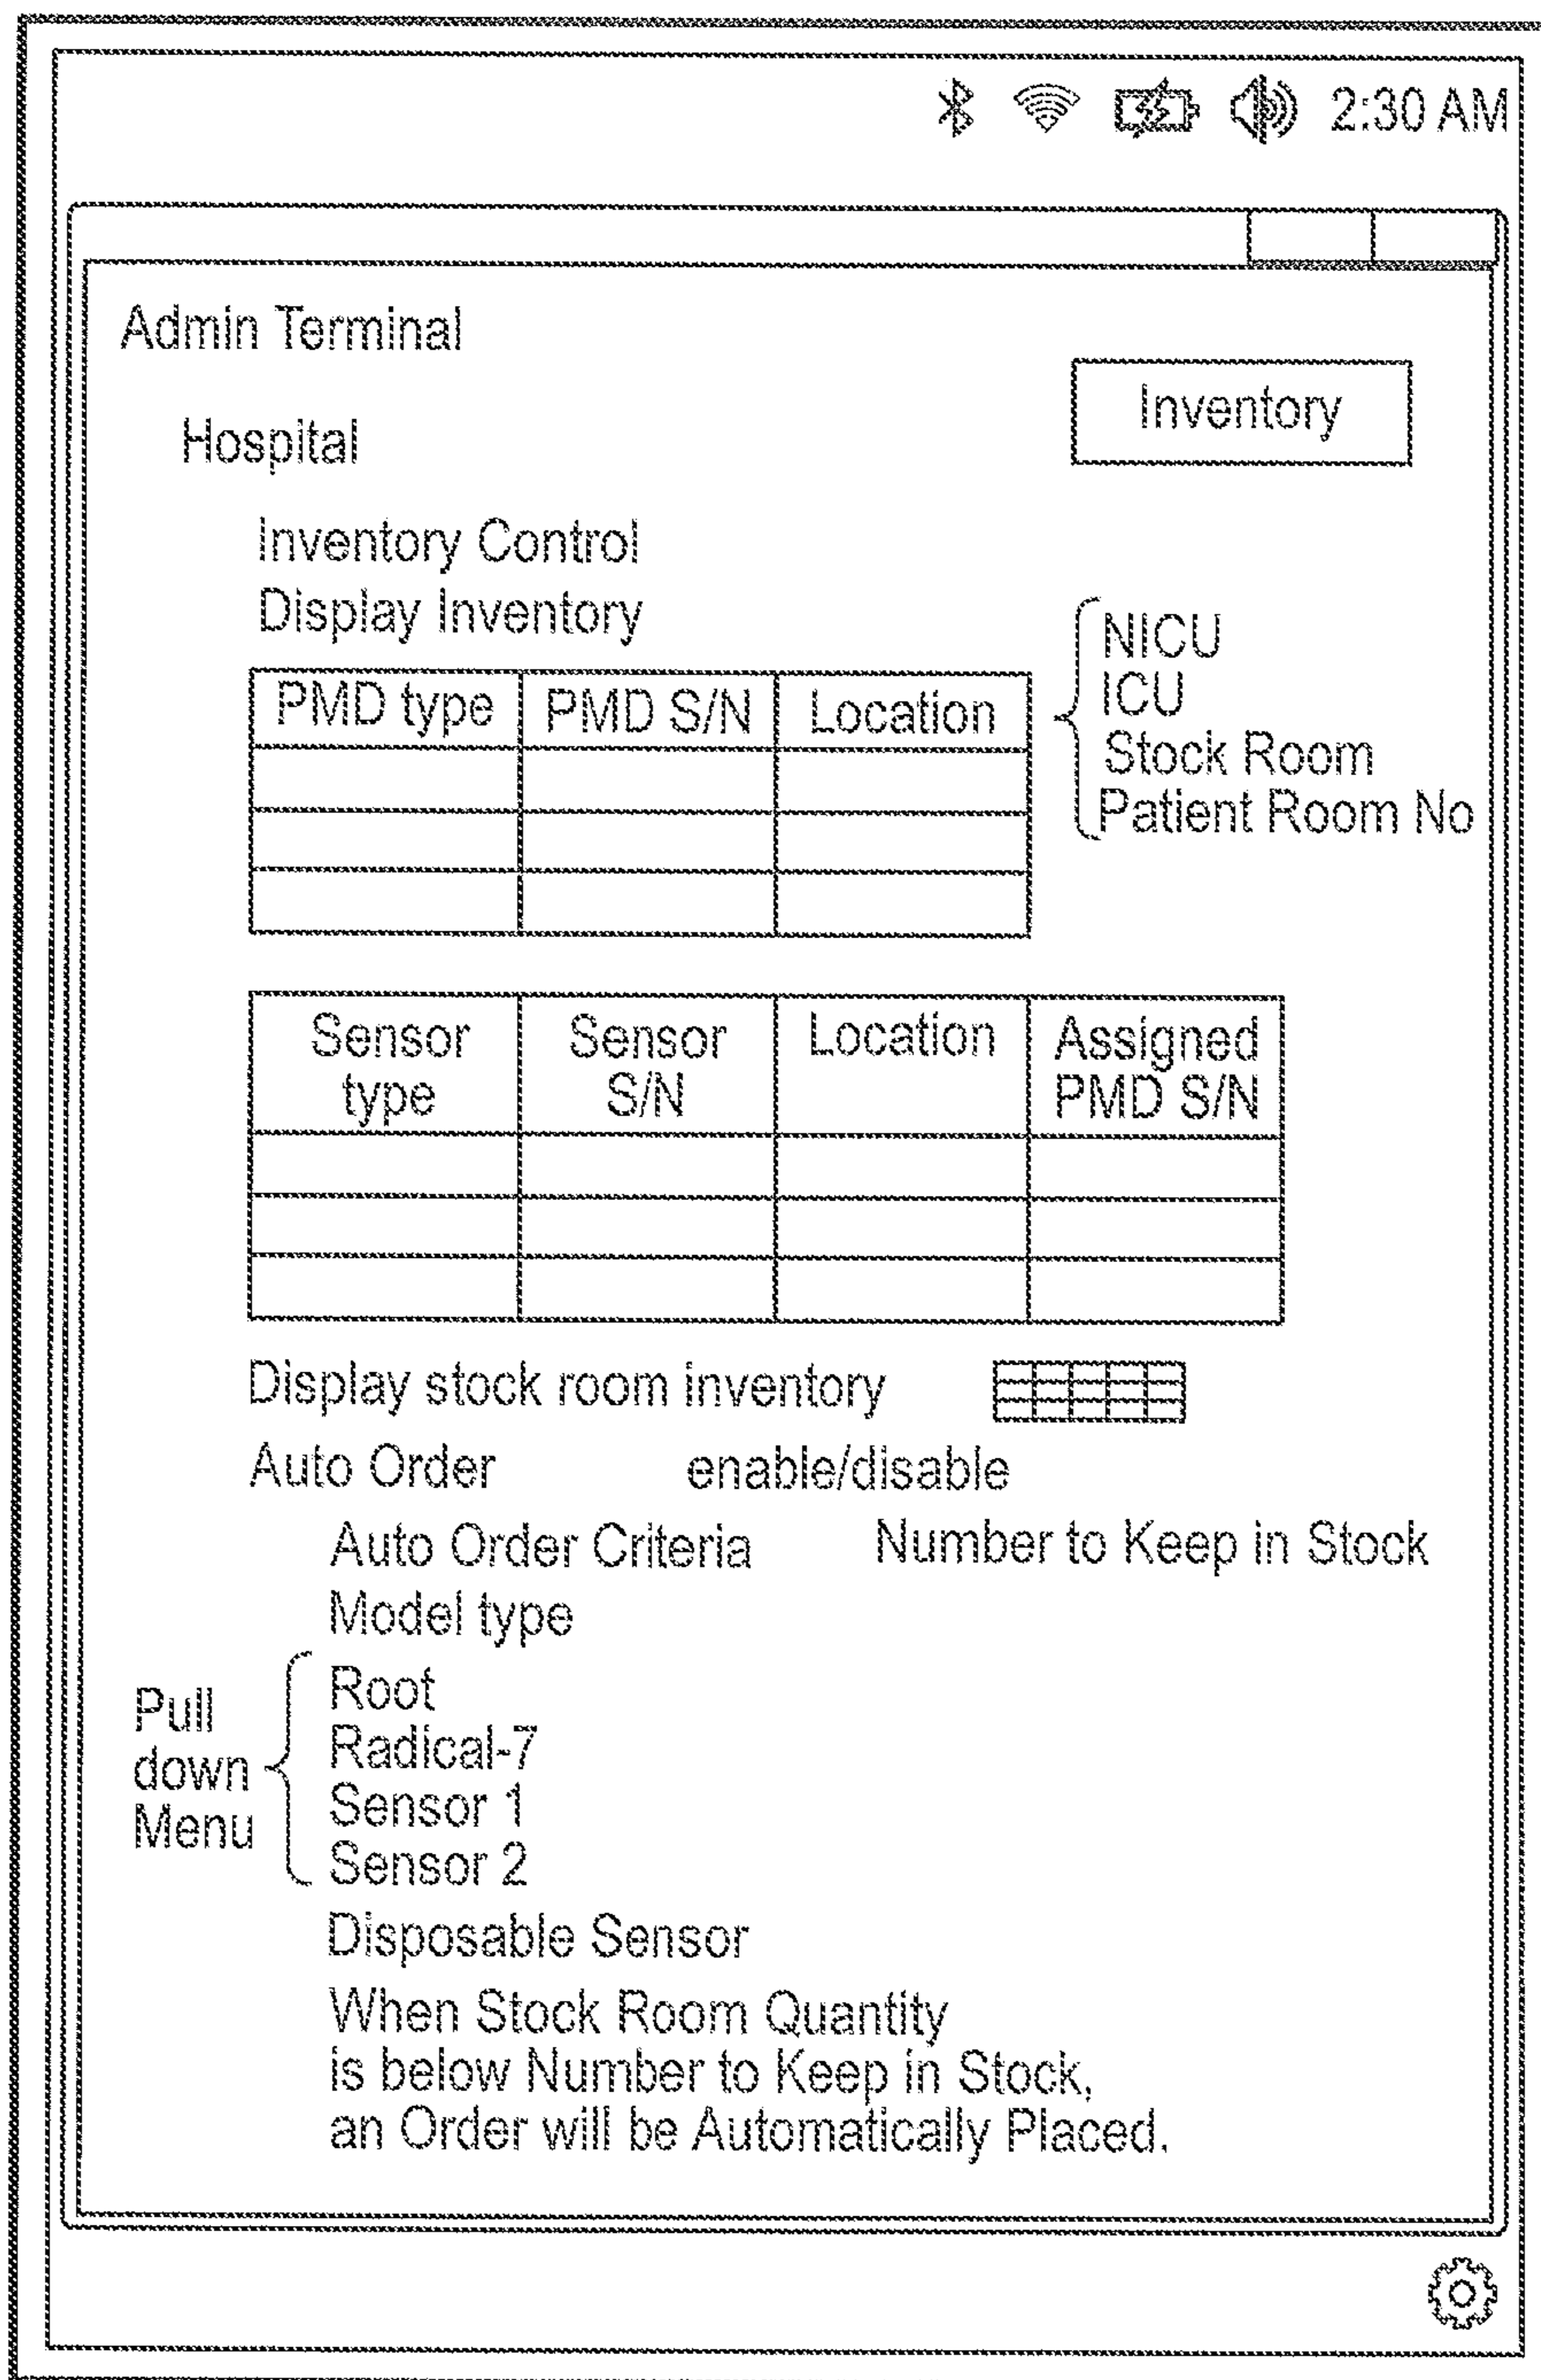 2:30 AM
Admin Terminal
Inventory
Hospital
Inventory Control
Display Inventory
NICU
ICU
Stock Room
Patient Room No
PMD type PMD S/N Location
Sensor type Sensor S/N Location Assigned PMD S/N
Display stock room inventory
Auto Order enable/disable
Auto Order Criteria Number to Keep in Stock
Model type
Pull
down
Menu
Root
Radical-7
Sensor 1
Sensor 2
Disposable Sensor
When Stock Room Quantity
is below Number to Keep in Stock,
an Order will be Automatically Placed.